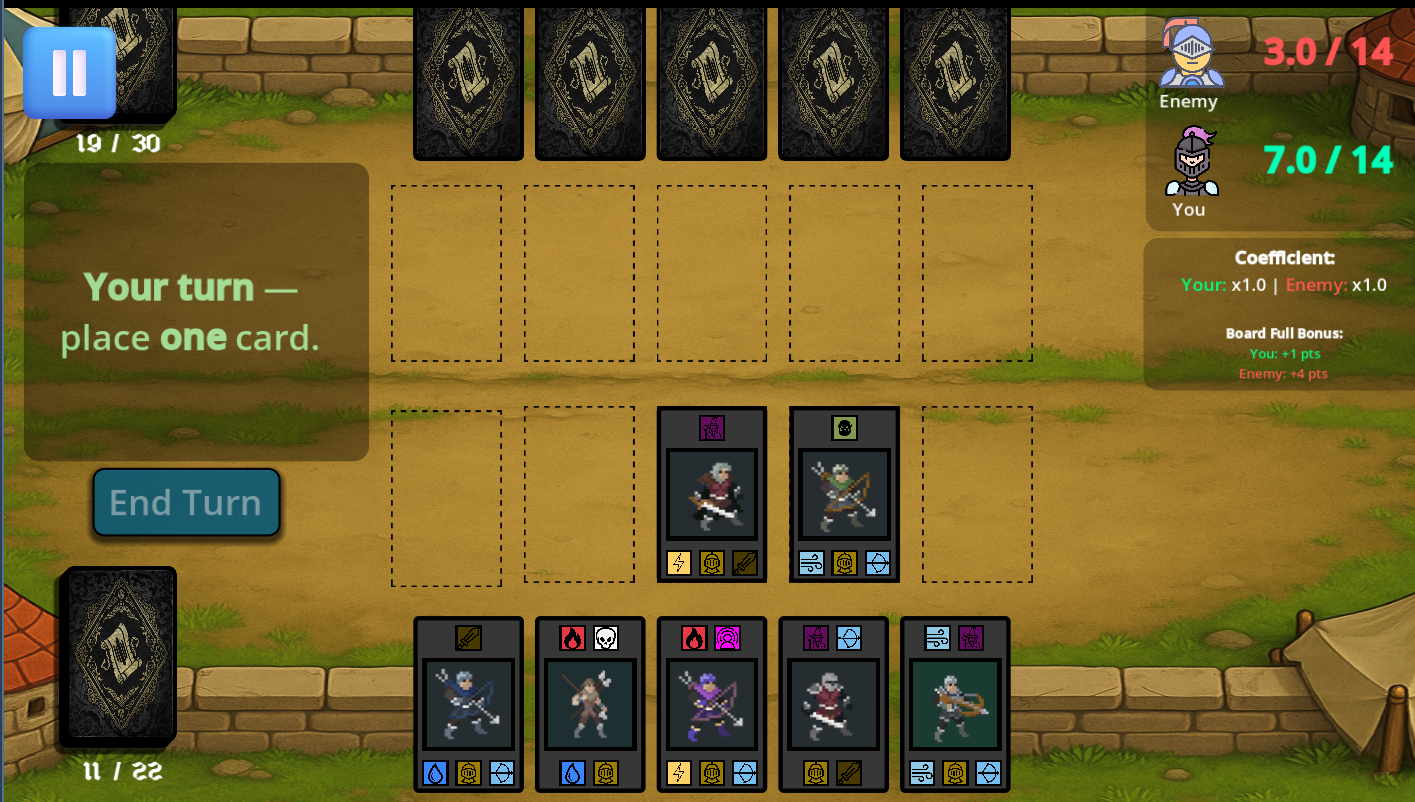 19 / 30
Enemy
3.0 / 14
You
7.0 / 14
Coefficient:
Your: x1.0 | Enemy: x1.0
Board Full Bonus:
You: +1 pts
Enemy: +4 pts
Your turn —
place one card.
End Turn
11 / 22